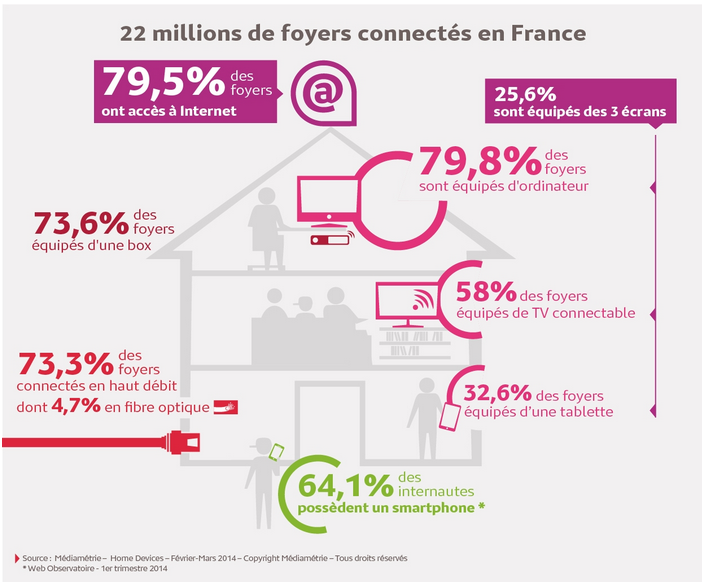 22 millions de foyers connectés en France
79,5% des foyers
ont accès à Internet
@
25,6%
sont équipés des 3 écrans
79,8% des foyers
sont équipés d'ordinateur
73,6% des foyers
équipés d'une box
58% des foyers
équipés de TV connectable
73,3% des foyers
connectés en haut débit
dont 4,7% en fibre optique
32,6% des foyers
équipés d'une tablette
64,1% des internautes
possèdent un smartphone *
Source : Médiamétrie – Home Devices – Février-Mars 2014 – Copyright Médiamétrie – Tous droits réservés
* Web Observatoire - 1er trimestre 2014